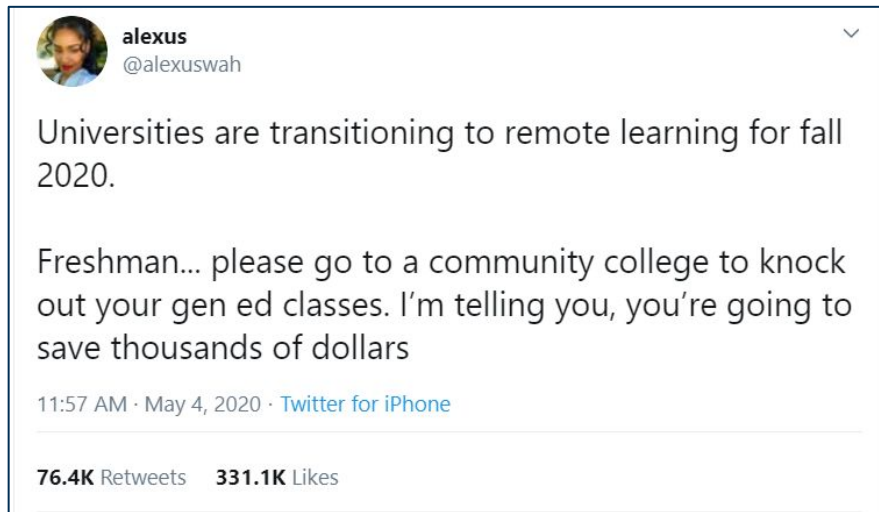 alexus
@alexuswah
Universities are transitioning to remote learning for fall
2020.
Freshman... please go to a community college to knock
out your gen ed classes. I'm telling you, you're going to
save thousands of dollars
11:57 AM · May 4, 2020 · Twitter for iPhone
76.4K Retweets 331.1K Likes